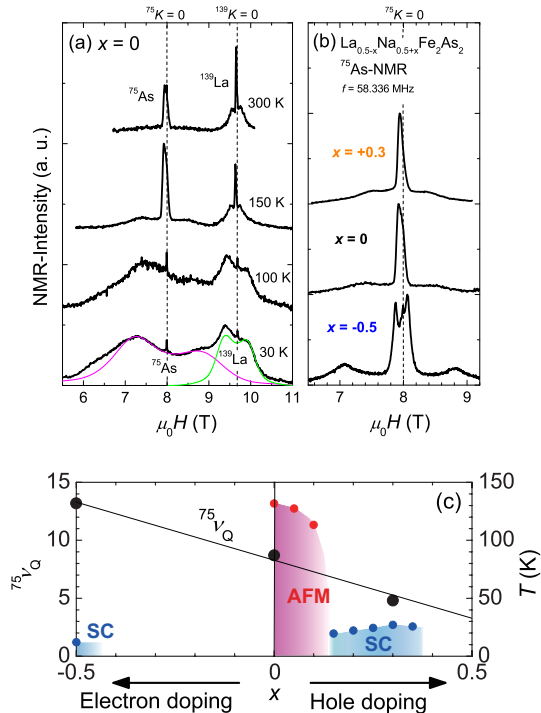 ⁷⁵K = 0
¹³⁹K = 0
⁷⁵K = 0
(a) x = 0
⁷⁵As
¹³⁹La
300 K
150 K
100 K
30 K
⁷⁵As
¹³⁹La
NMR-Intensity (a. u.)
6 7 8 9 10 11
μ₀H (T)
(b) La₀.₅₋ₓNa₀.₅₊ₓFe₂As₂
⁷⁵As-NMR
f = 58.336 MHz
x = +0.3
x = 0
x = -0.5
7 8 9
μ₀H (T)
(c)
15
10
5
0
⁷⁵νQ
⁷⁵νQ
SC
AFM
SC
150
100
50
0
T (K)
-0.5 0 0.5
Electron doping x Hole doping